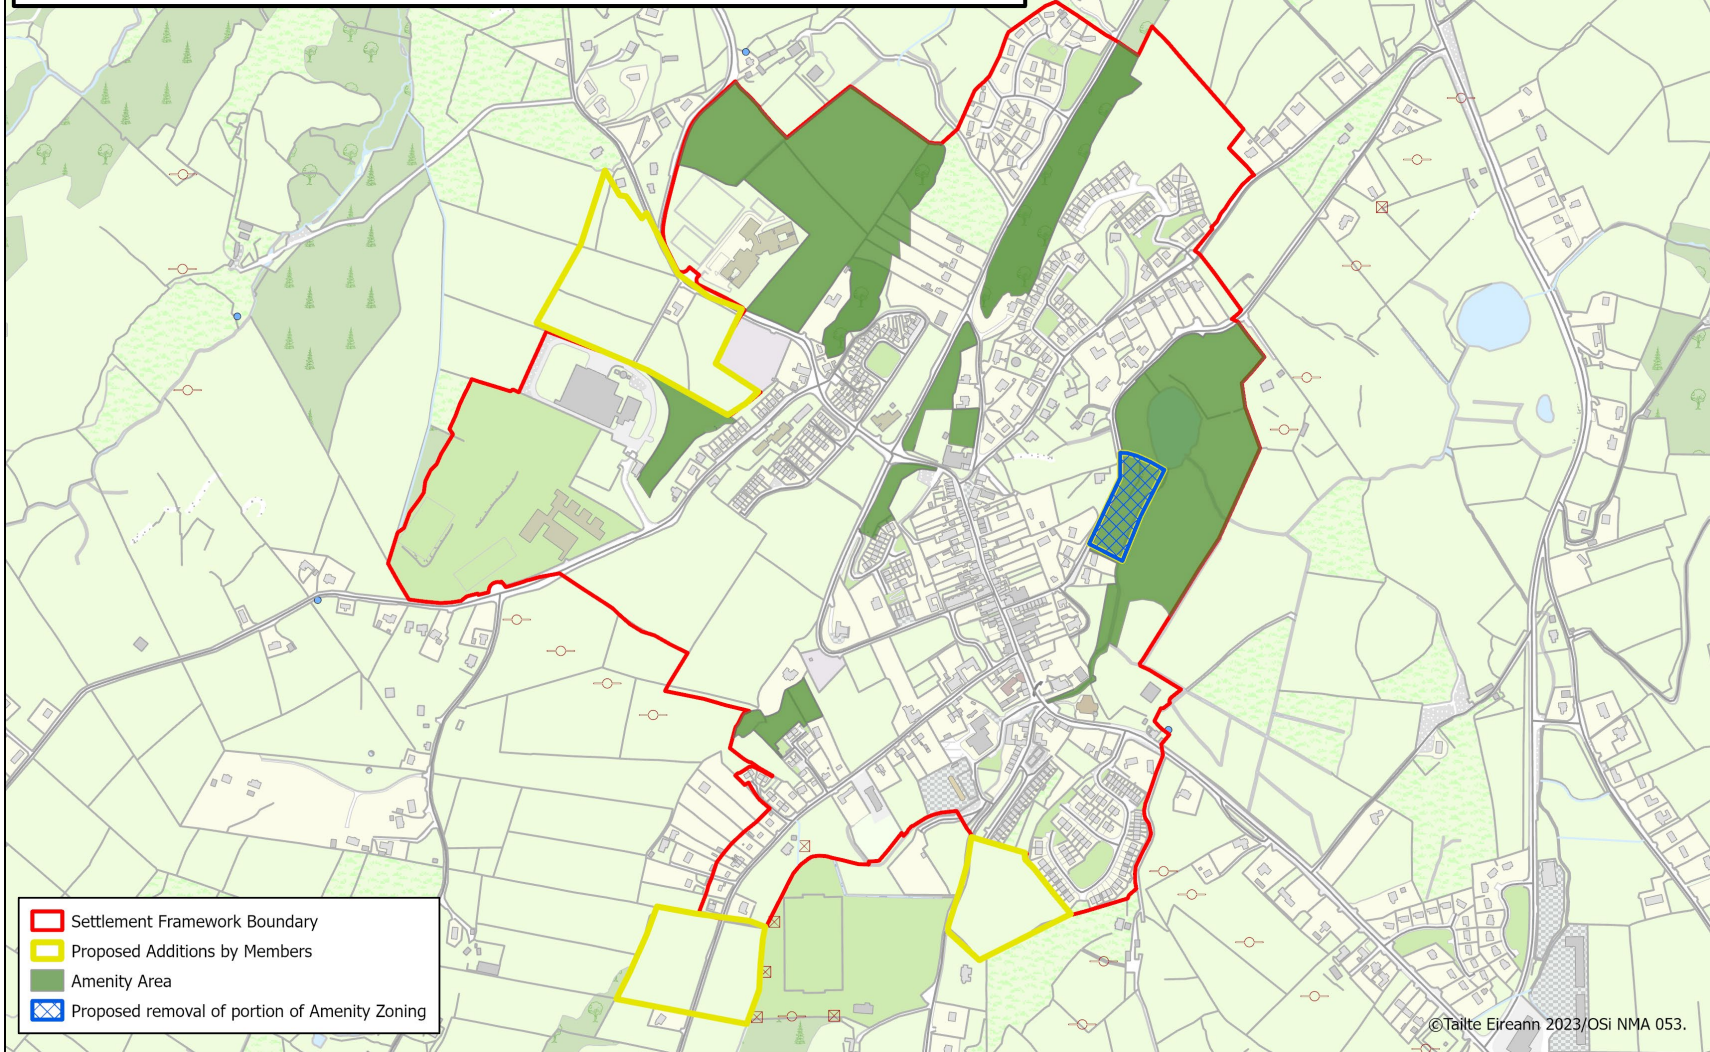 Settlement Framework Boundary
Proposed Additions by Members
Amenity Area
Proposed removal of portion of Amenity Zoning
©Tailte Eireann 2023/OSi NMA 053.